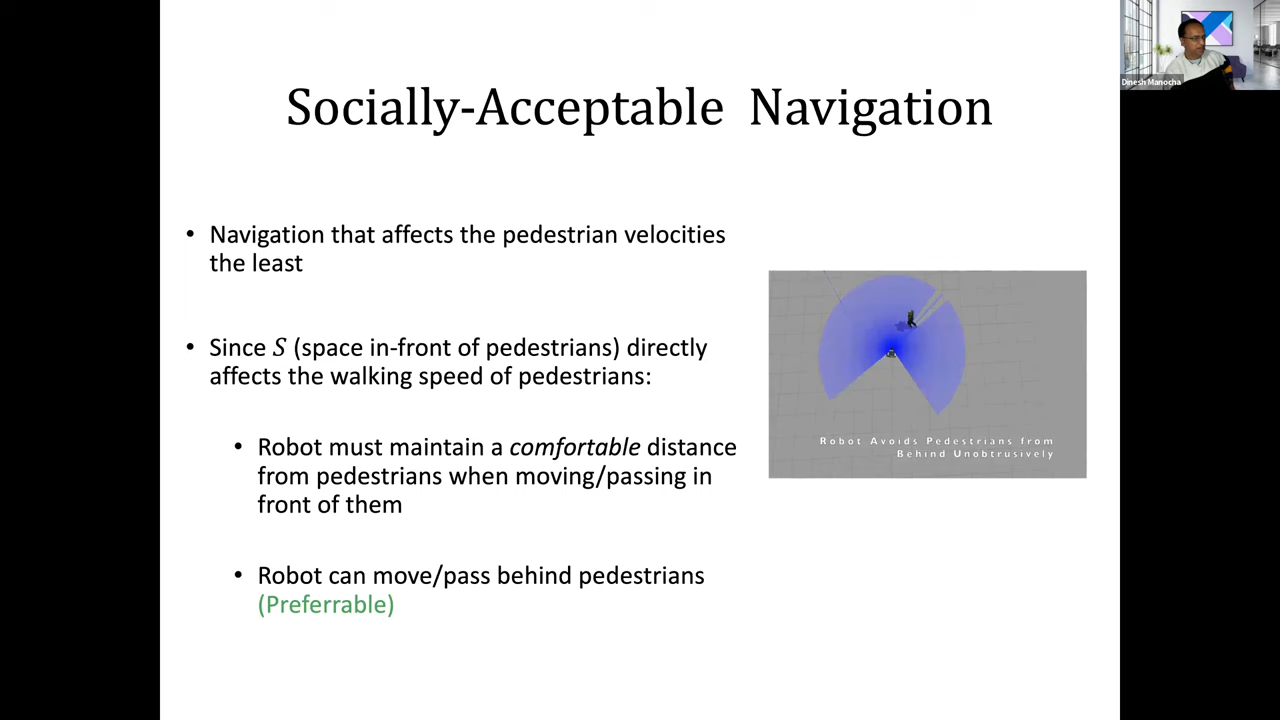 Dinesh Manocha
Socially-Acceptable Navigation
• Navigation that affects the pedestrian velocities
the least
• Since S (space in-front of pedestrians) directly
affects the walking speed of pedestrians:
• Robot must maintain a comfortable distance
from pedestrians when moving/passing in
front of them
• Robot can move/pass behind pedestrians
(Preferrable)
Robot Avoids Pedestrians from
Behind Unobtrusively